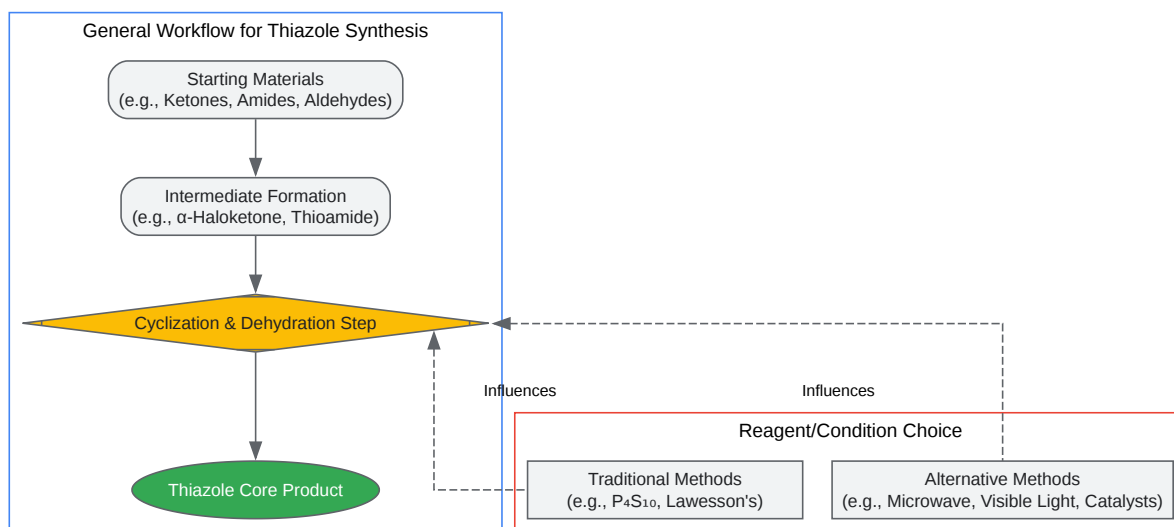 General Workflow for Thiazole Synthesis
Starting Materials
(e.g., Ketones, Amides, Aldehydes)
Intermediate Formation
(e.g., α-Haloketone, Thioamide)
Cyclization & Dehydration Step
Influences
Influences
Reagent/Condition Choice
Traditional Methods
(e.g., P₄S₁₀, Lawesson's)
Alternative Methods
(e.g., Microwave, Visible Light, Catalysts)
Thiazole Core Product